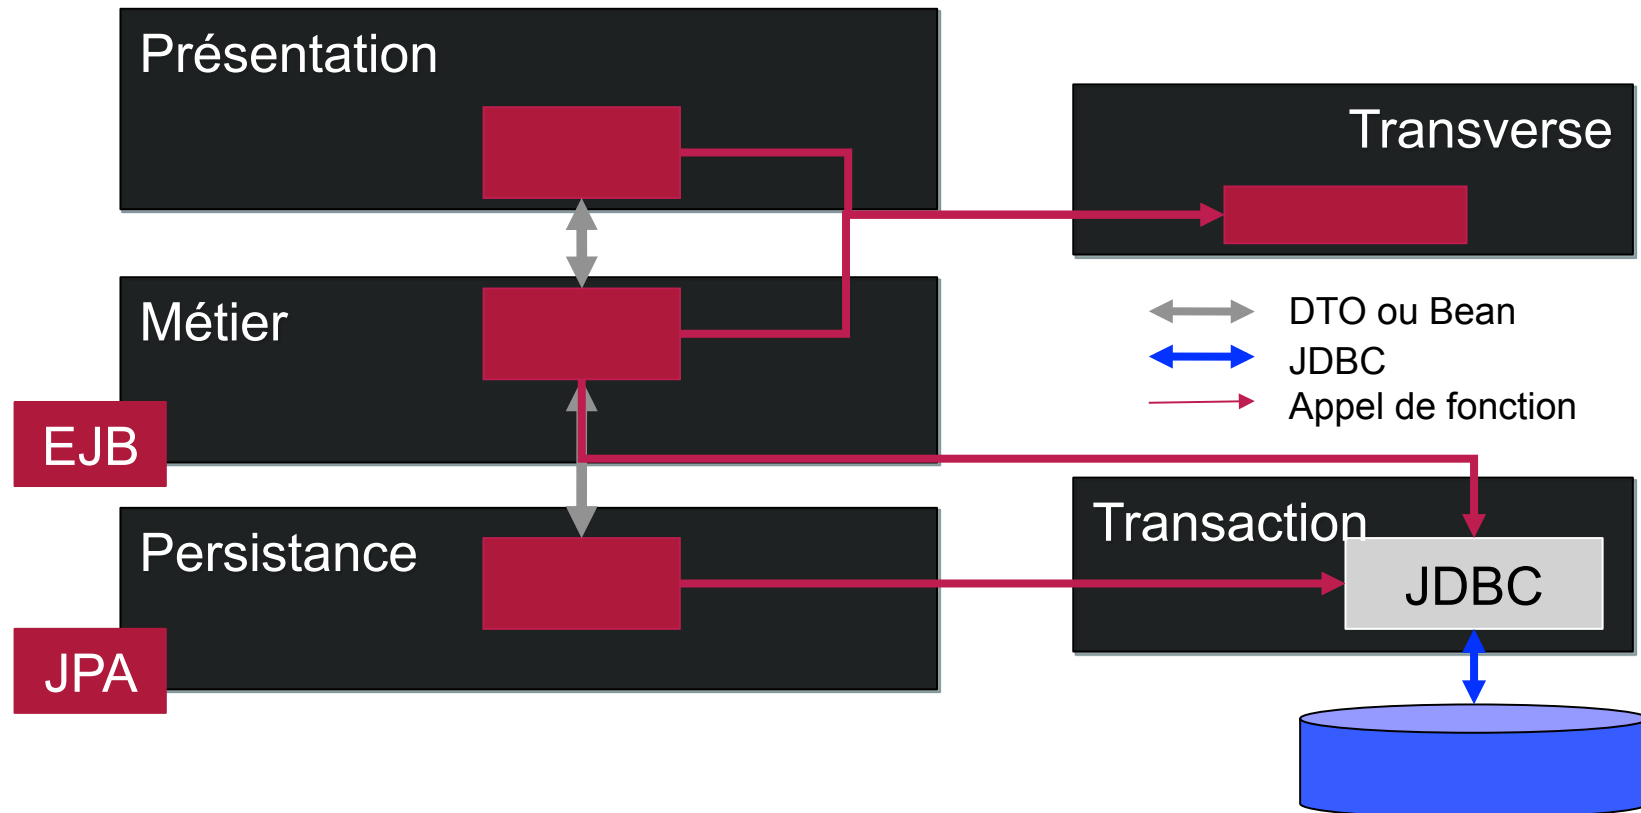 Présentation
Transverse
Métier
DTO ou Bean
JDBC
Appel de fonction
EJB
Transaction
Persistance
JDBC
JPA